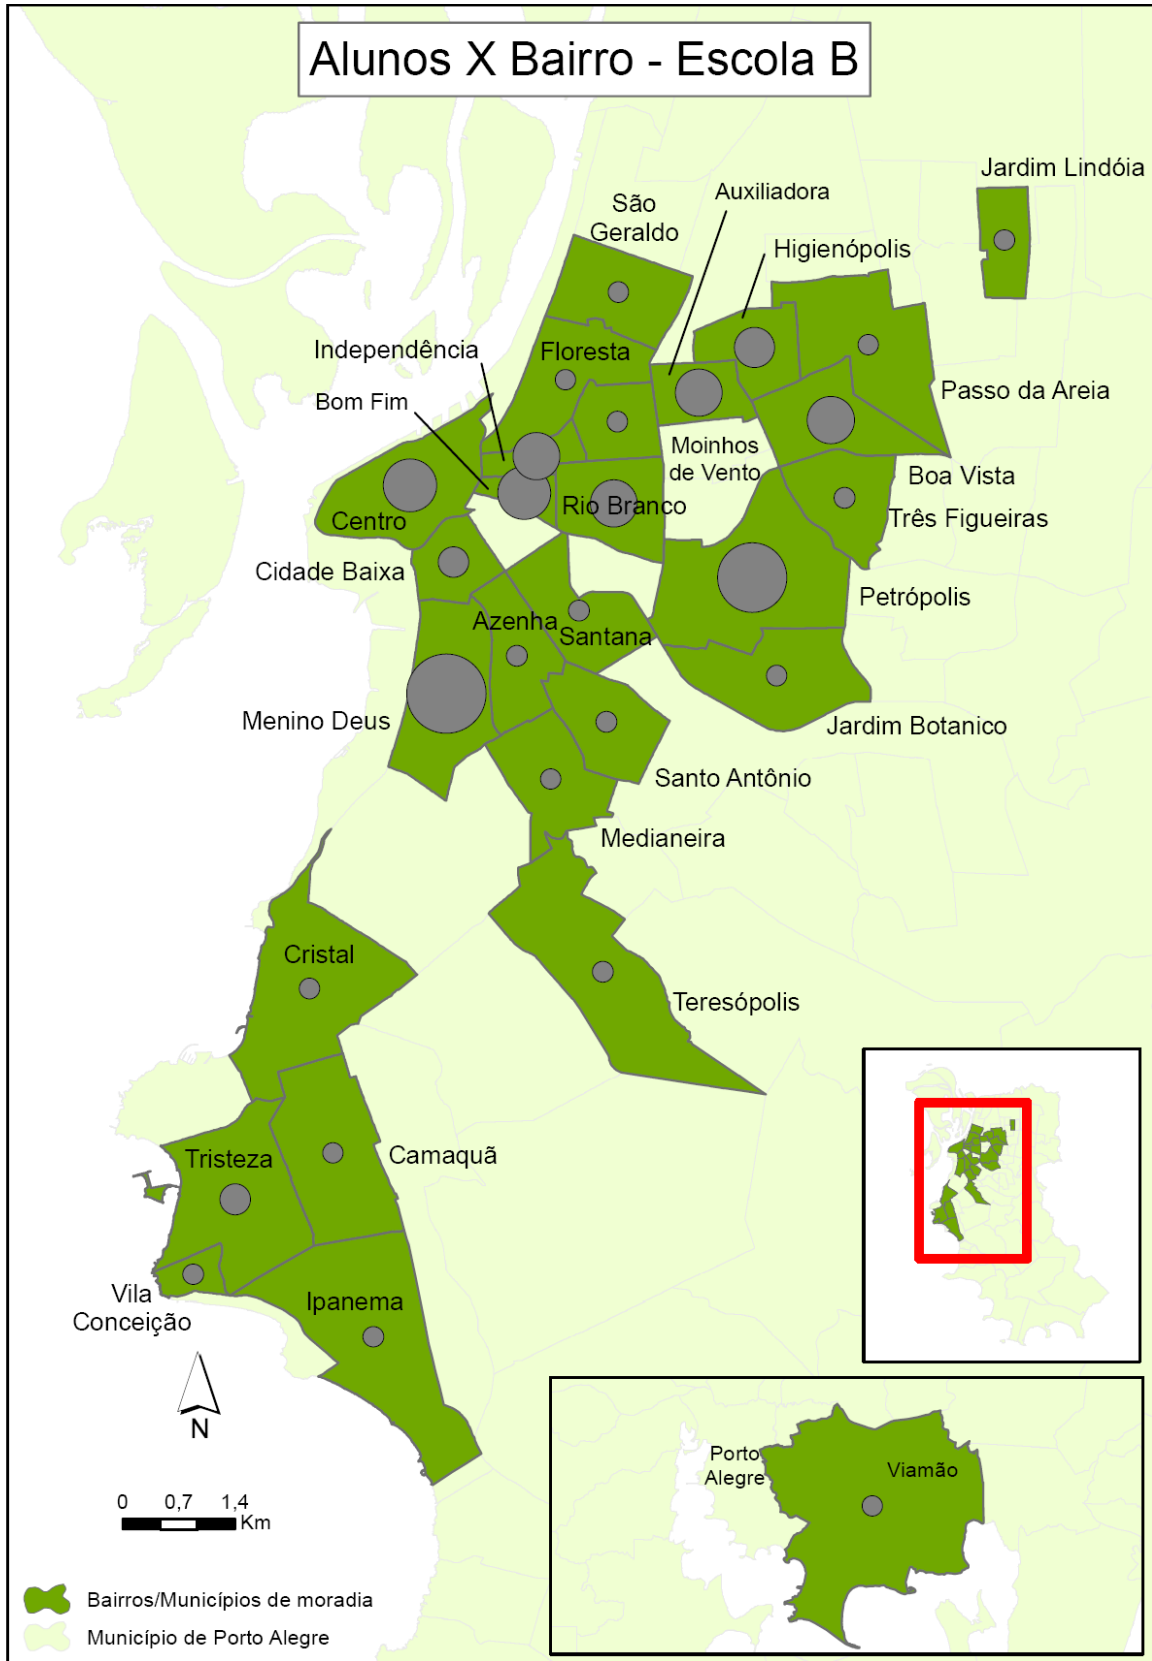 Alunos X Bairro - Escola B
Jardim Lindóia
Auxiliadora
São
Geraldo
Higienópolis
Independência
Floresta
Bom Fim
Passo da Areia
Moinhos
de Vento
Boa Vista
Rio Branco
Centro
Três Figueiras
Cidade Baixa
Petrópolis
Azenha
Santana
Menino Deus
Jardim Botanico
Santo Antônio
Medianeira
Cristal
Teresópolis
Camaquã
Tristeza
Vila
Conceição
Ipanema
N
0 0,7 1,4
Km
Porto
Alegre
Viamão
Bairros/Municípios de moradia
Município de Porto Alegre